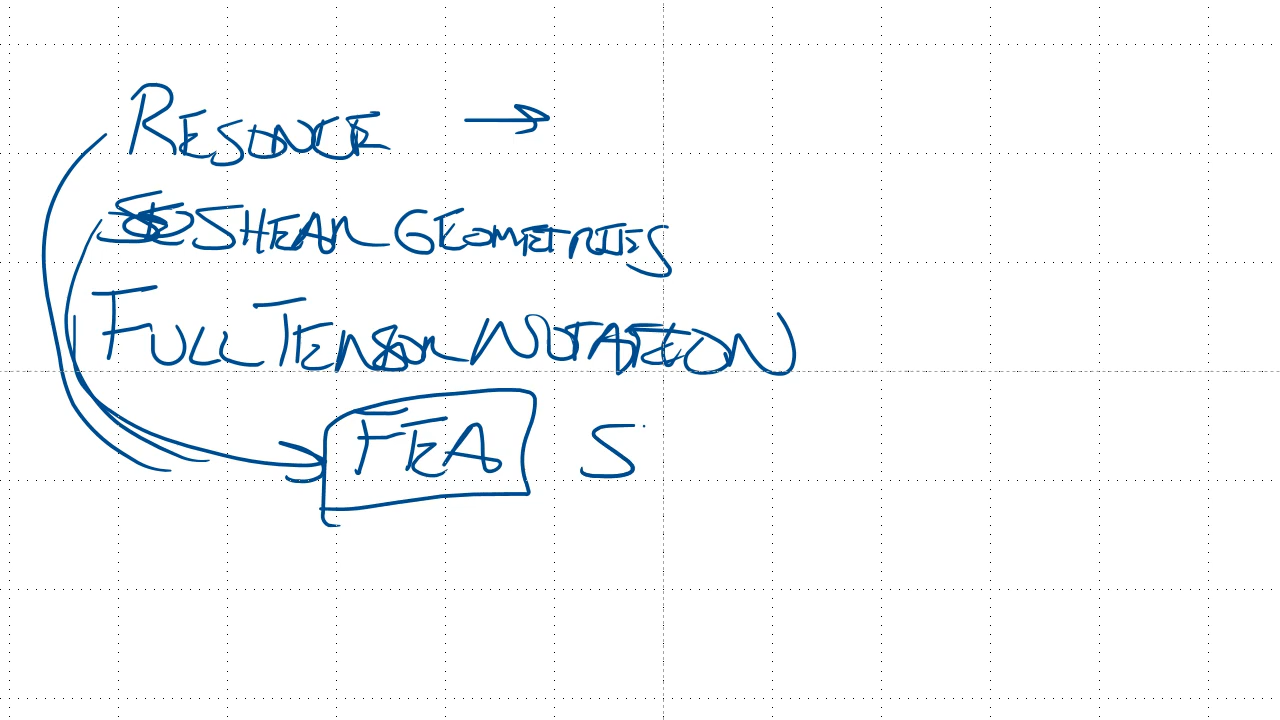 RESONCE →
SHEAR GEOMETRIES
FULL TENSOR NOTATION
FEA S